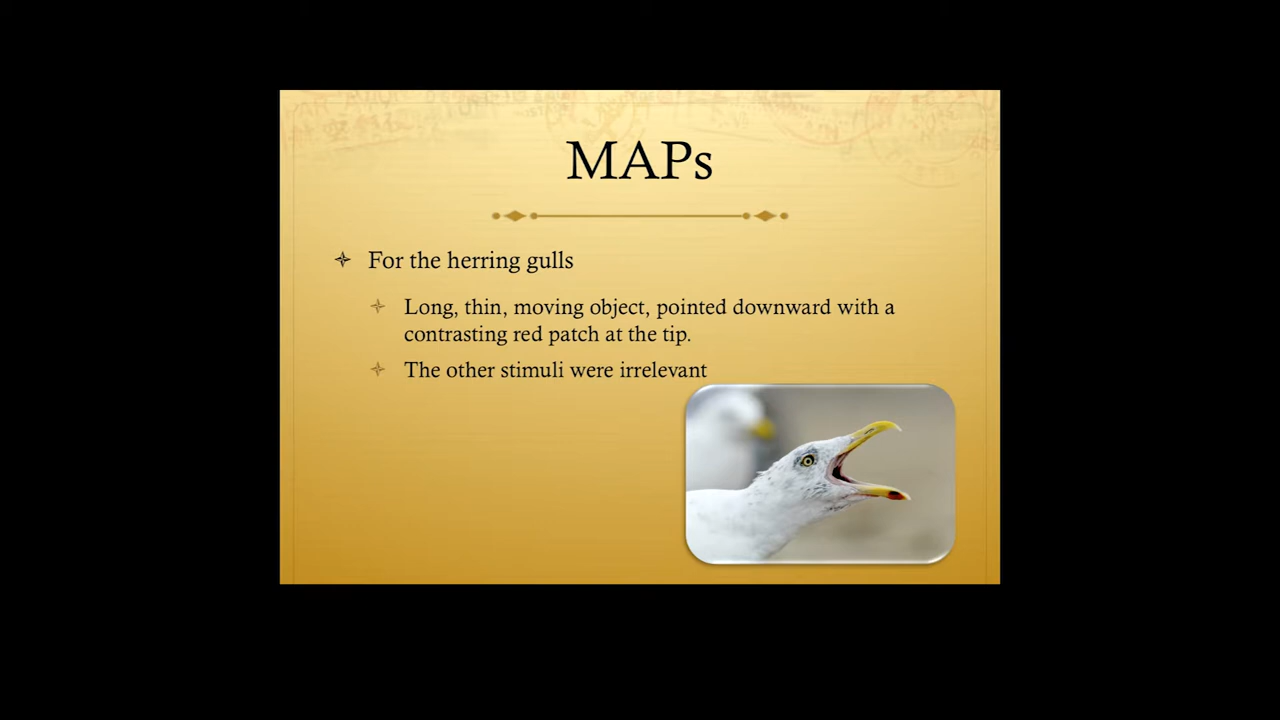 MAPs
For the herring gulls
Long, thin, moving object, pointed downward with a
contrasting red patch at the tip.
The other stimuli were irrelevant